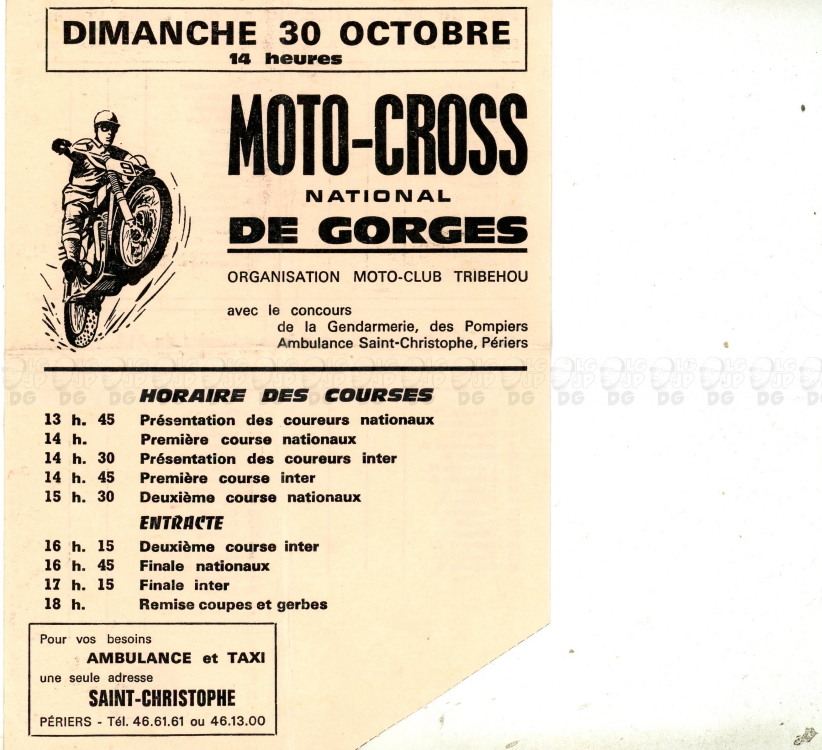 DIMANCHE 30 OCTOBRE
14 heures
MOTO-CROSS
NATIONAL
DE GORGES
ORGANISATION MOTO-CLUB TRIBEHOU
avec le concours
de la Gendarmerie, des Pompiers
Ambulance Saint-Christophe, Périers
HORAIRE DES COURSES
13 h. 45 Présentation des coureurs nationaux
14 h. Première course nationaux
14 h. 30 Présentation des coureurs inter
14 h. 45 Première course inter
15 h. 30 Deuxième course nationaux
ENTRACTE
16 h. 15 Deuxième course inter
16 h. 45 Finale nationaux
17 h. 15 Finale inter
18 h. Remise coupes et gerbes
Pour vos besoins
AMBULANCE et TAXI
une seule adresse
SAINT-CHRISTOPHE
PÉRIERS - Tél. 46.61.61 ou 46.13.00